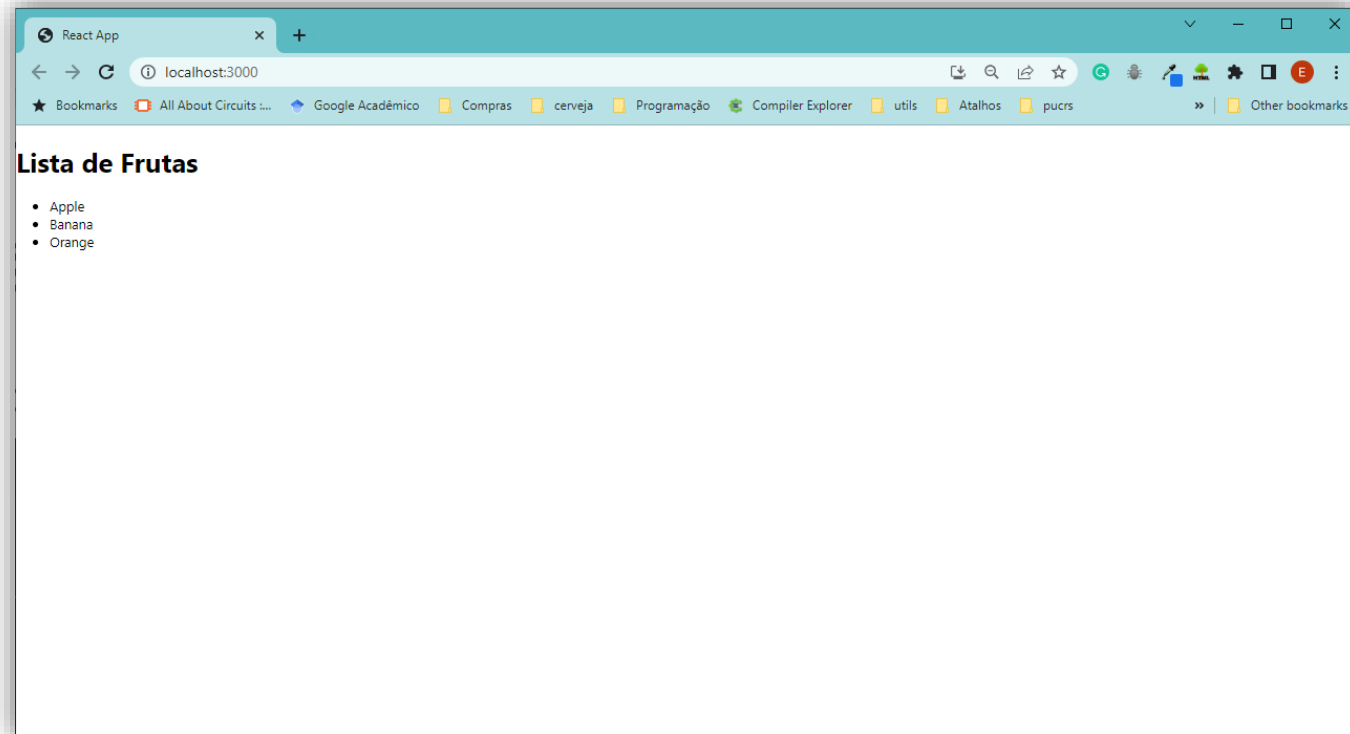 React App
localhost:3000
Bookmarks All About Circuits :... Google Acadêmico Compras cerveja Programação Compiler Explorer utils Atalhos pucrs » Other bookmarks
Lista de Frutas
Apple
Banana
Orange